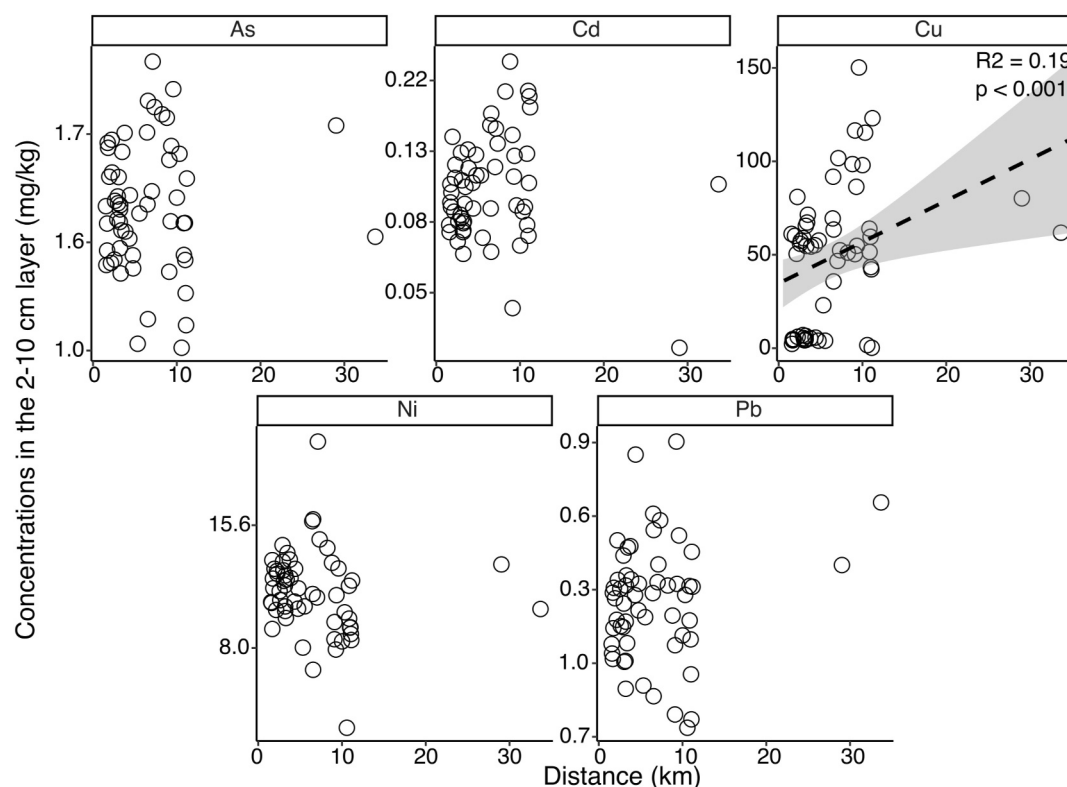 As Cd Cu
R2 = 0.19
p < 0.001
1.7
1.6
1.0
0.22
0.13
0.08
0.05
150
100
50
0
0 10 20 30 0 10 20 30 0 10 20 30
Concentrations in the 2-10 cm layer (mg/kg)
Ni Pb
15.6
8.0
0.9
0.6
0.3
1.0
0.7
0 10 20 30 0 10 20 30
Distance (km)